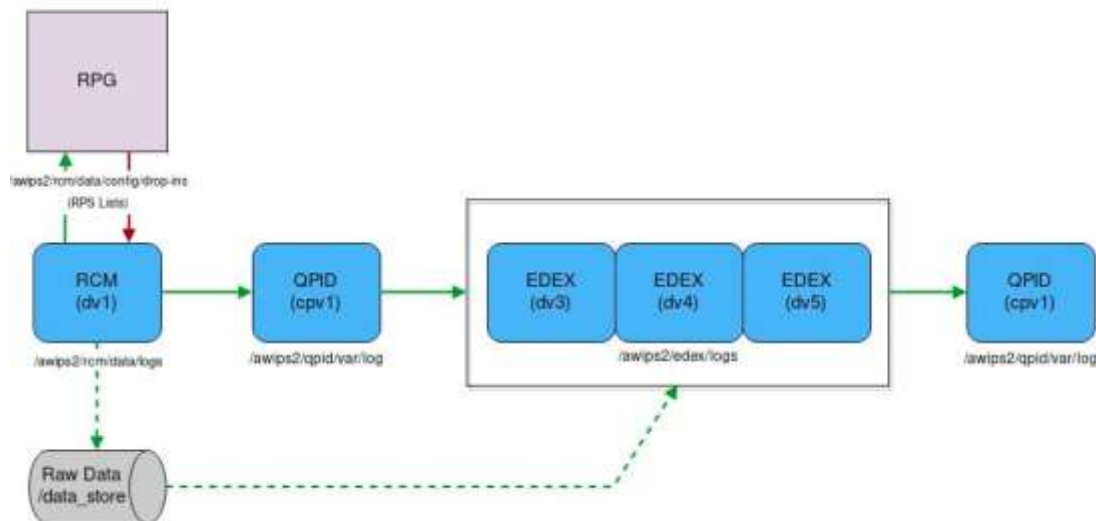 RPG
/awips2/rcm/data/config/drop-ins
(RPS Lists)
RCM
(dv1)
QPID
(cpv1)
EDEX
(dv3)
EDEX
(dv4)
EDEX
(dv5)
QPID
(cpv1)
/awips2/rcm/data/logs
/awips2/qpid/var/log
/awips2/edex/logs
/awips2/qpid/var/log
Raw Data
/data_store